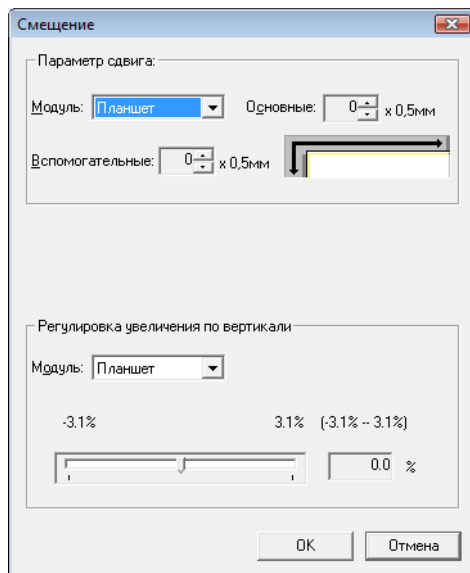 Смещение
Параметр сдвига:
Модуль: Планшет Основные: 0 x 0,5мм
Вспомогательные: 0 x 0,5мм
Регулировка увеличения по вертикали
Модуль: Планшет
-3.1% 3.1% (-3.1% -- 3.1%)
0.0 %
OK Отмена